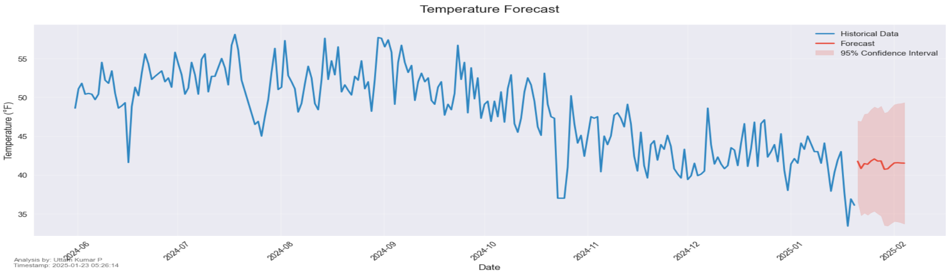 Temperature Forecast
Historical Data
Forecast
95% Confidence Interval
Temperature (°F)
55
50
45
40
35
2024-06
2024-07
2024-08
2024-09
2024-10
2024-11
2024-12
2025-01
2025-02
Date
Analysis by: Uttam Kumar P
Timestamp: 2025-01-23 05:26:14